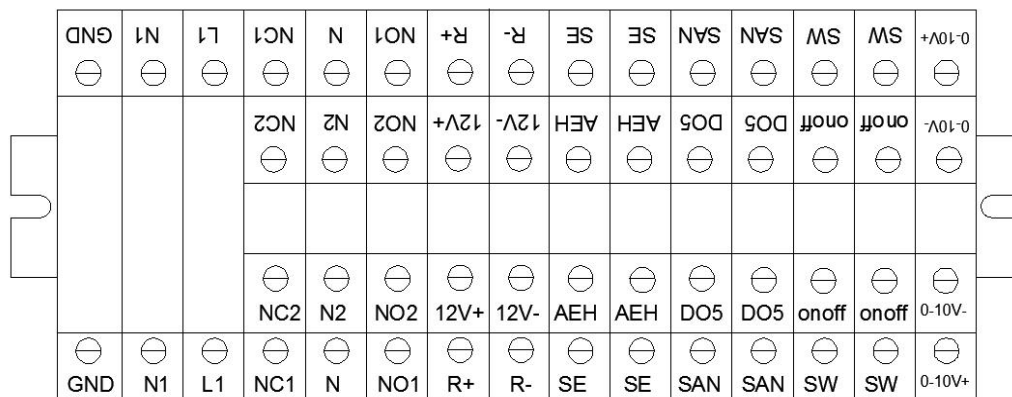 GND N1 L1 NC1 N NO1 R+ R- SE SE SAN SAN SW SW 0-10V+
NC2 N2 NO2 12V+ 12V- AEH AEH DO5 DO5 onoff onoff 0-10V-
NC2 N2 NO2 12V+ 12V- AEH AEH DO5 DO5 onoff onoff 0-10V-
GND N1 L1 NC1 N NO1 R+ R- SE SE SAN SAN SW SW 0-10V+